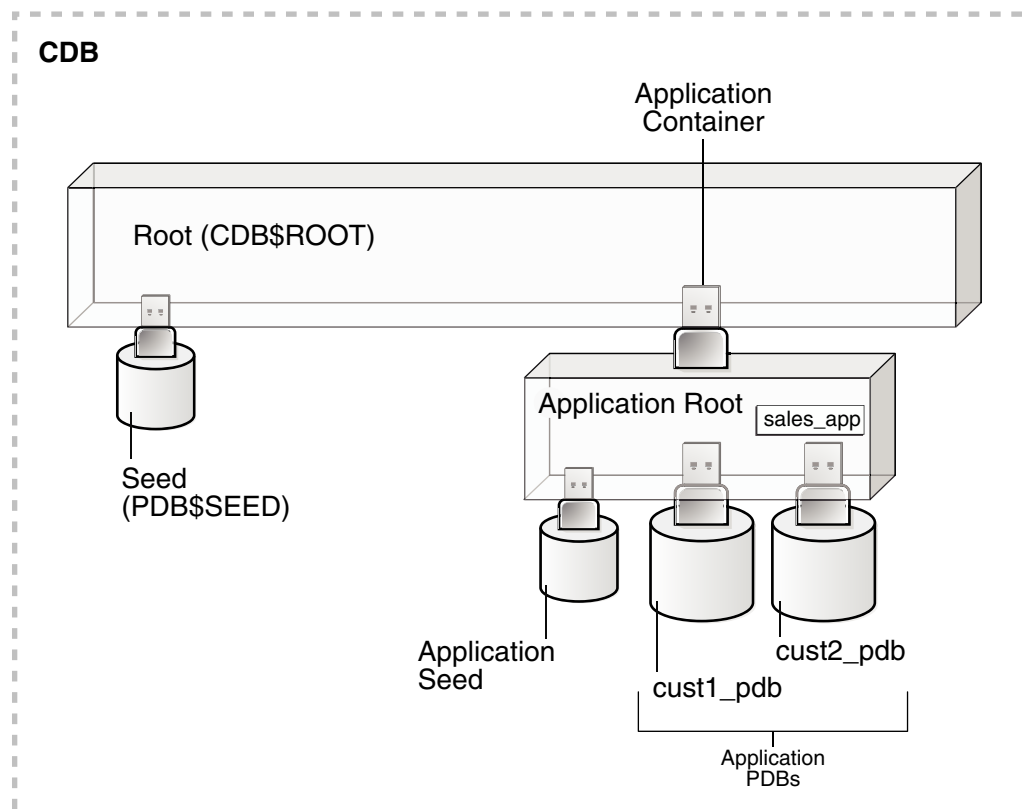 CDB
Application
Container
Root (CDB$ROOT)
Seed
(PDB$SEED)
Application Root
sales_app
Application
Seed
cust1_pdb
cust2_pdb
Application
PDBs